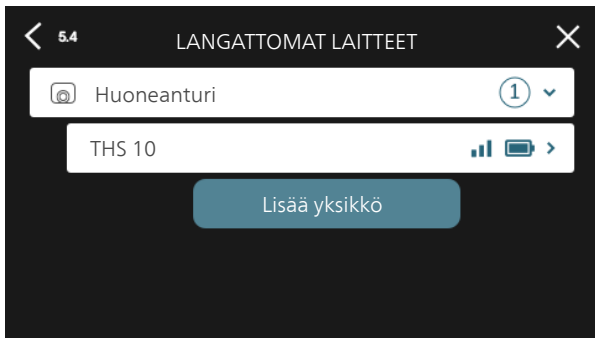 5.4 LANGATTOMAT LAITTEET
Huoneanturi 1
THS 10
Lisää yksikkö